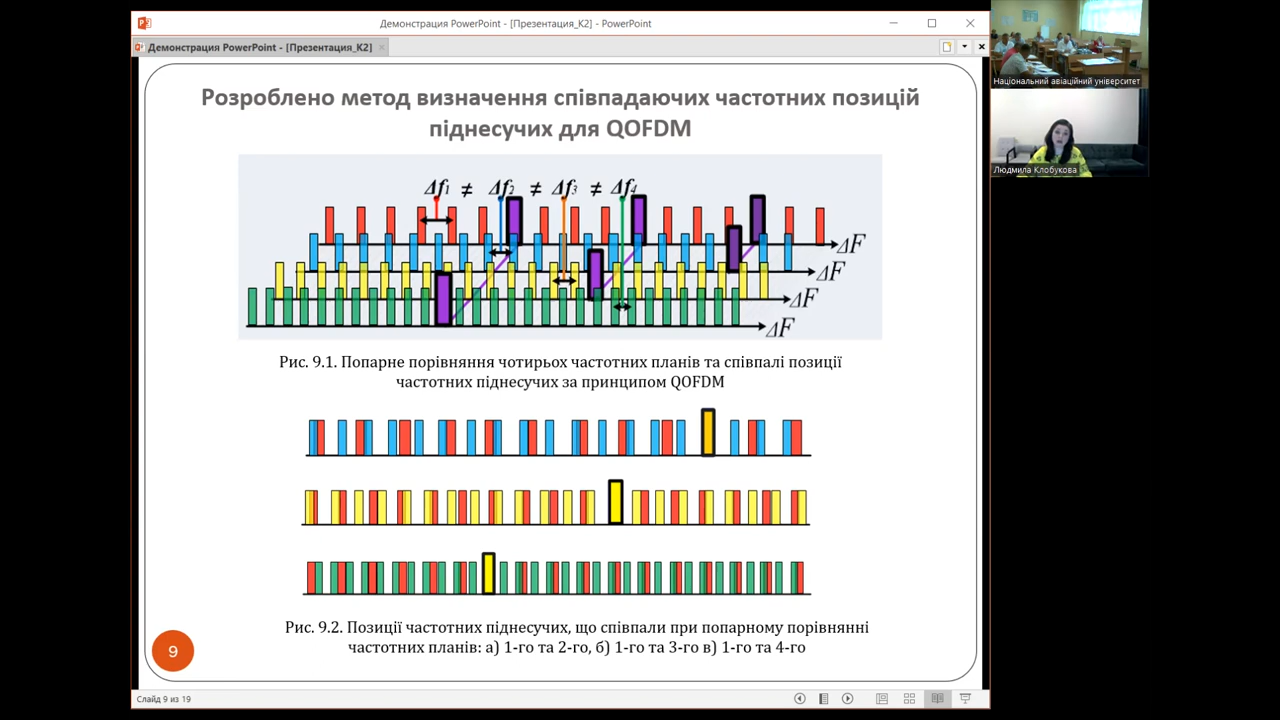 Демонстрация PowerPoint - [Презентация_K2] - PowerPoint
Демонстрация PowerPoint - [Презентация_K2]
Розроблено метод визначення співпадаючих частотних позицій
піднесучих для QOFDM
Δf1 ≠ Δf2 ≠ Δf3 ≠ Δf4
ΔF
ΔF
ΔF
ΔF
Рис. 9.1. Попарне порівняння чотирьох частотних планів та співпалі позиції
частотних піднесучих за принципом QOFDM
Рис. 9.2. Позиції частотних піднесучих, що співпали при попарному порівнянні
частотних планів: а) 1-го та 2-го, б) 1-го та 3-го в) 1-го та 4-го
9
Слайд 9 из 19
Національний авіаційний університет
Людмила Клобукова